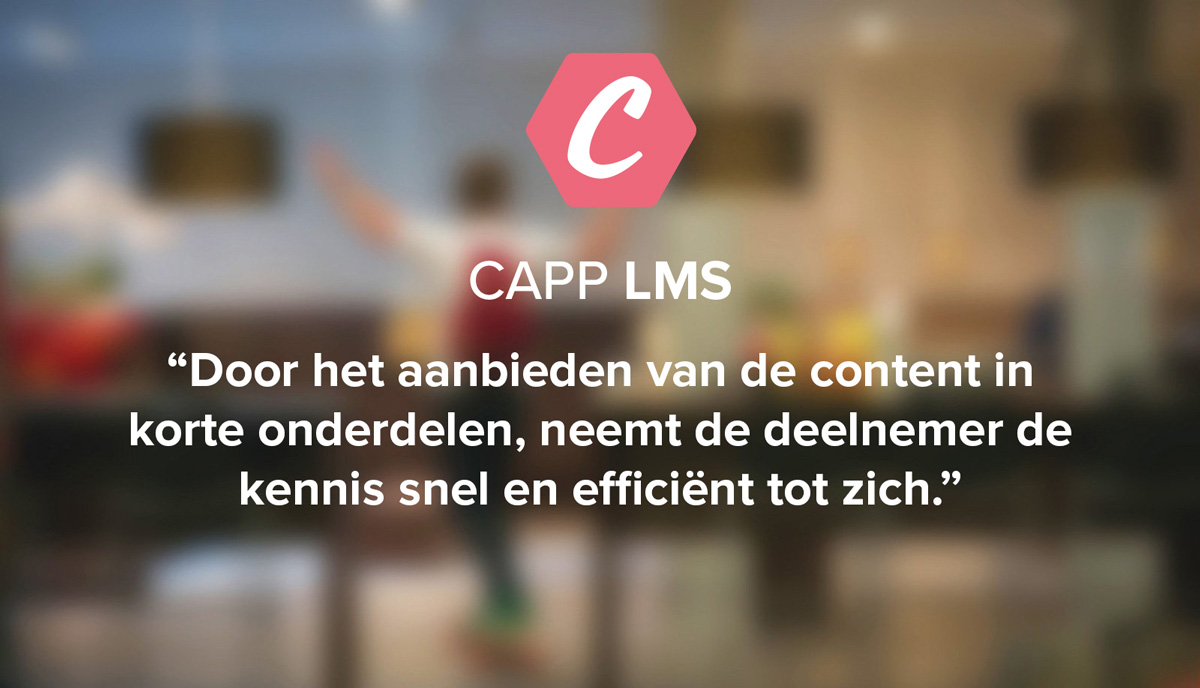 C
CAPP LMS
“Door het aanbieden van de content in
korte onderdelen, neemt de deelnemer de
kennis snel en efficiënt tot zich.”